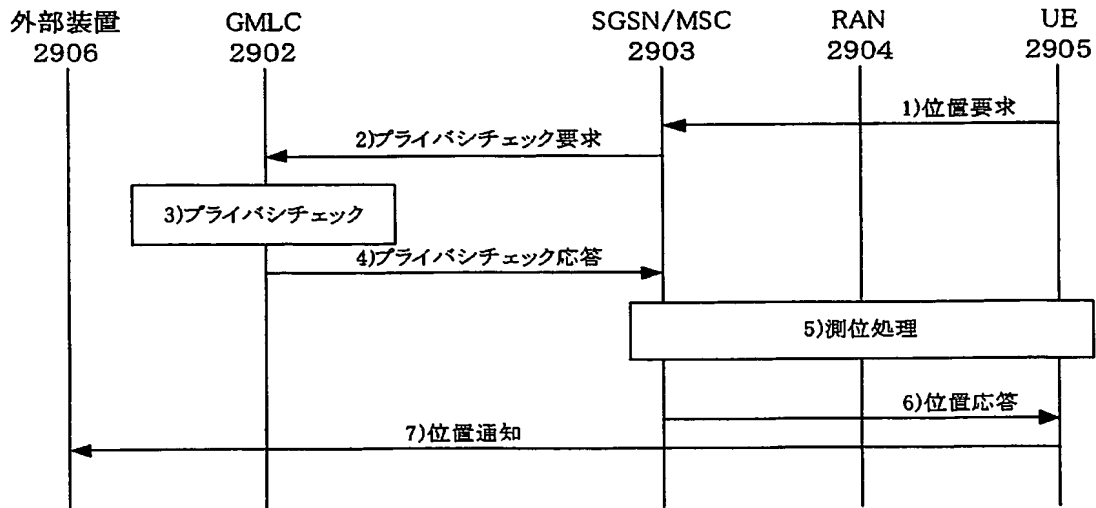 外部装置 GMLC SGSN/MSC RAN UE
2906 2902 2903 2904 2905
1)位置要求
2)プライバシチェック要求
3)プライバシチェック
4)プライバシチェック応答
5)測位処理
6)位置応答
7)位置通知